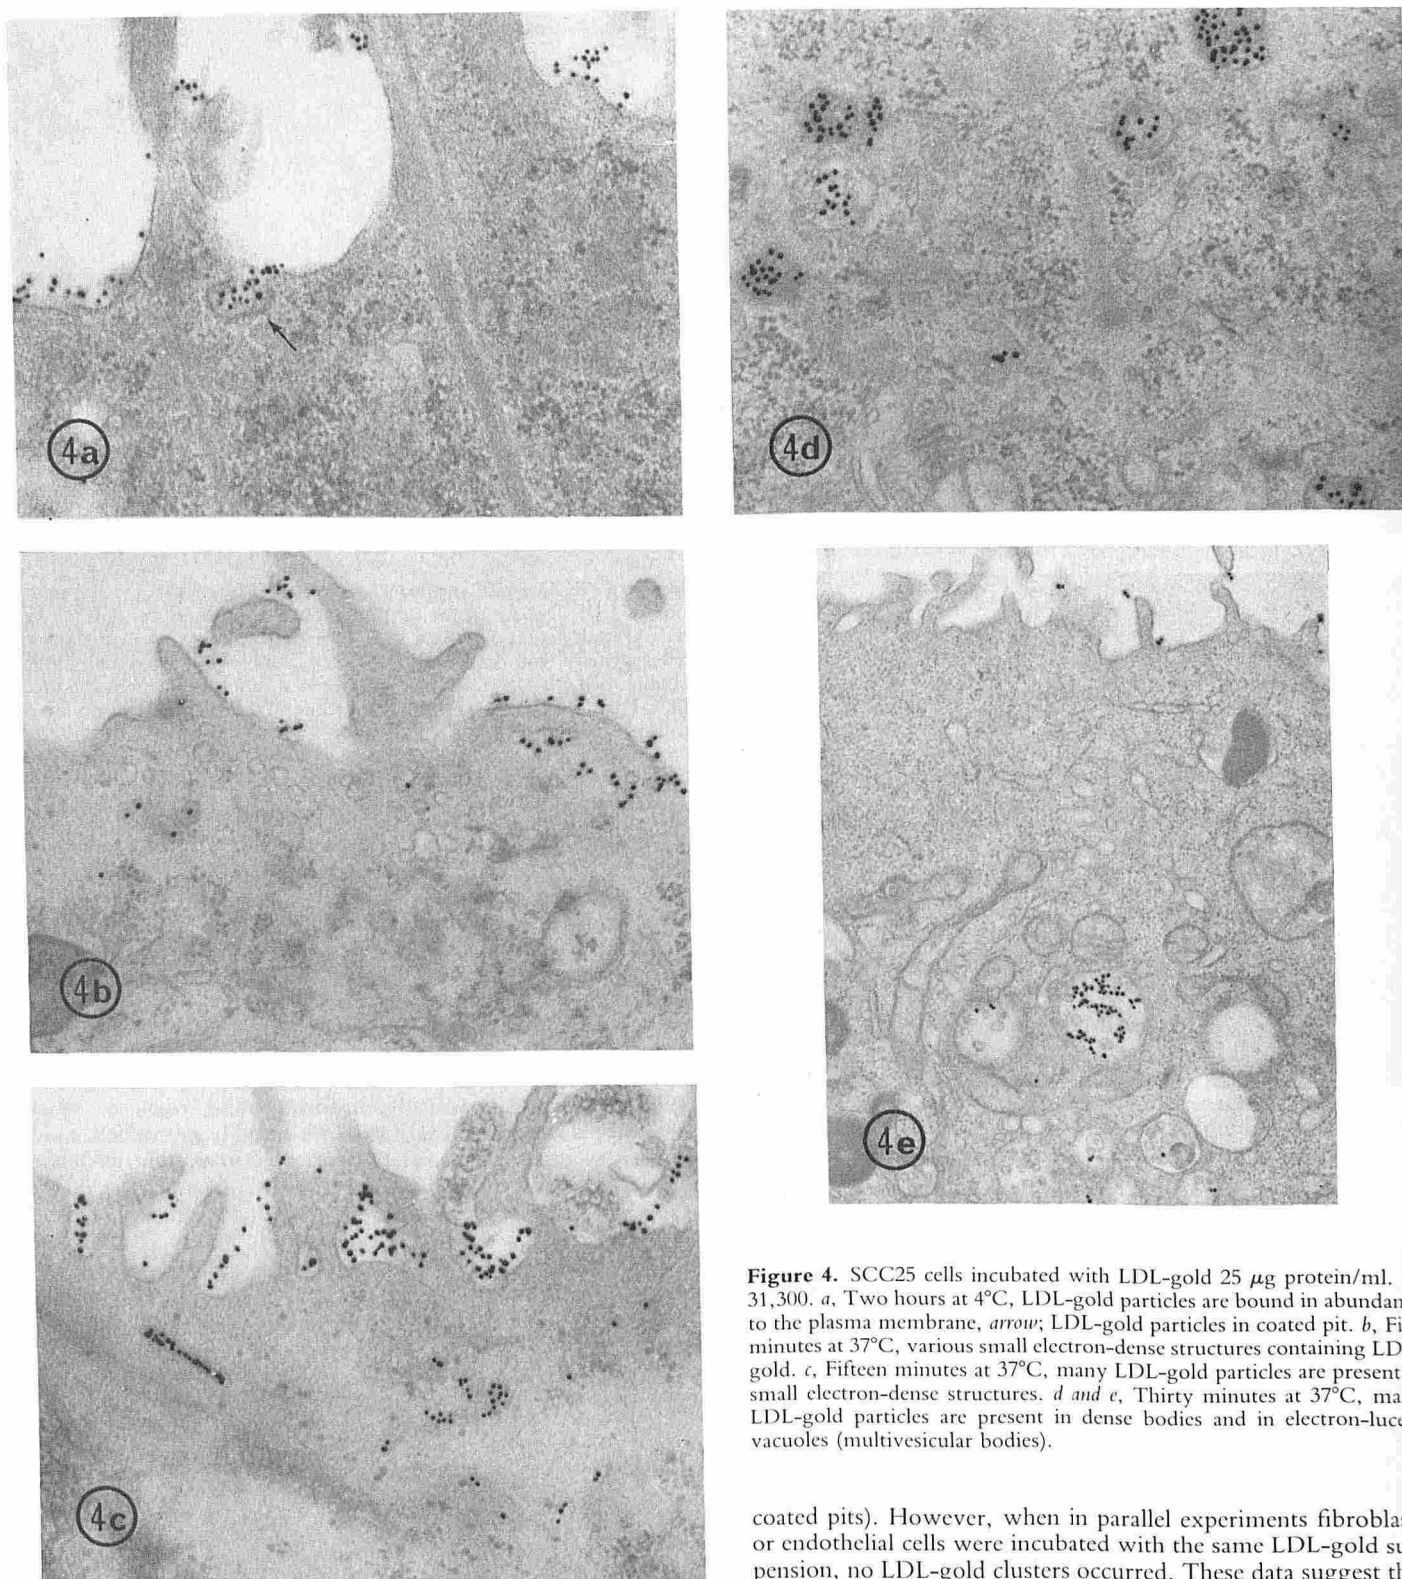 4a
4d
4b
4e
4c
Figure 4. SCC25 cells incubated with LDL-gold 25 μg protein/ml.
31,300. a, Two hours at 4°C, LDL-gold particles are bound in abundan
to the plasma membrane, arrow; LDL-gold particles in coated pit. b, Fi
minutes at 37°C, various small electron-dense structures containing LD
gold. c, Fifteen minutes at 37°C, many LDL-gold particles are present
small electron-dense structures. d and e, Thirty minutes at 37°C, ma
LDL-gold particles are present in dense bodies and in electron-luce
vacuoles (multivesicular bodies).
coated pits). However, when in parallel experiments fibrobla
or endothelial cells were incubated with the same LDL-gold su
pension, no LDL-gold clusters occurred. These data suggest th